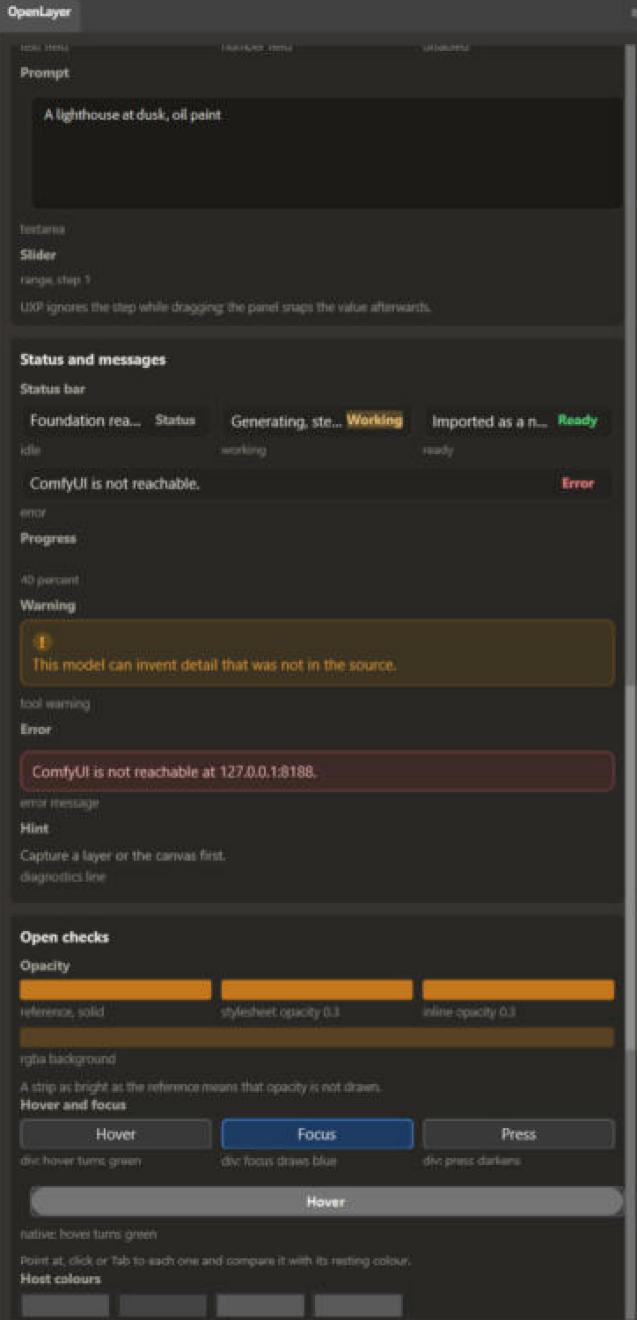 OpenLayer
text field number field disabled
Prompt
A lighthouse at dusk, oil paint
textarea
Slider
range, step 1
UXP ignores the step while dragging; the panel snaps the value afterwards.
Status and messages
Status bar
Foundation rea... Status Generating, ste... Working Imported as a n... Ready
idle working ready
ComfyUI is not reachable. Error
error
Progress
40 percent
Warning
!
This model can invent detail that was not in the source.
tool warning
Error
ComfyUI is not reachable at 127.0.0.1:8188.
error message
Hint
Capture a layer or the canvas first.
diagnostics line
Open checks
Opacity
reference, solid stylesheet opacity 0.3 inline opacity 0.3
rgba background
A strip as bright as the reference means that opacity is not drawn.
Hover and focus
Hover Focus Press
div: hover turns green div: focus draws blue div: press darkens
Hover
native: hover turns green
Point at, click or Tab to each one and compare it with its resting colour.
Host colours